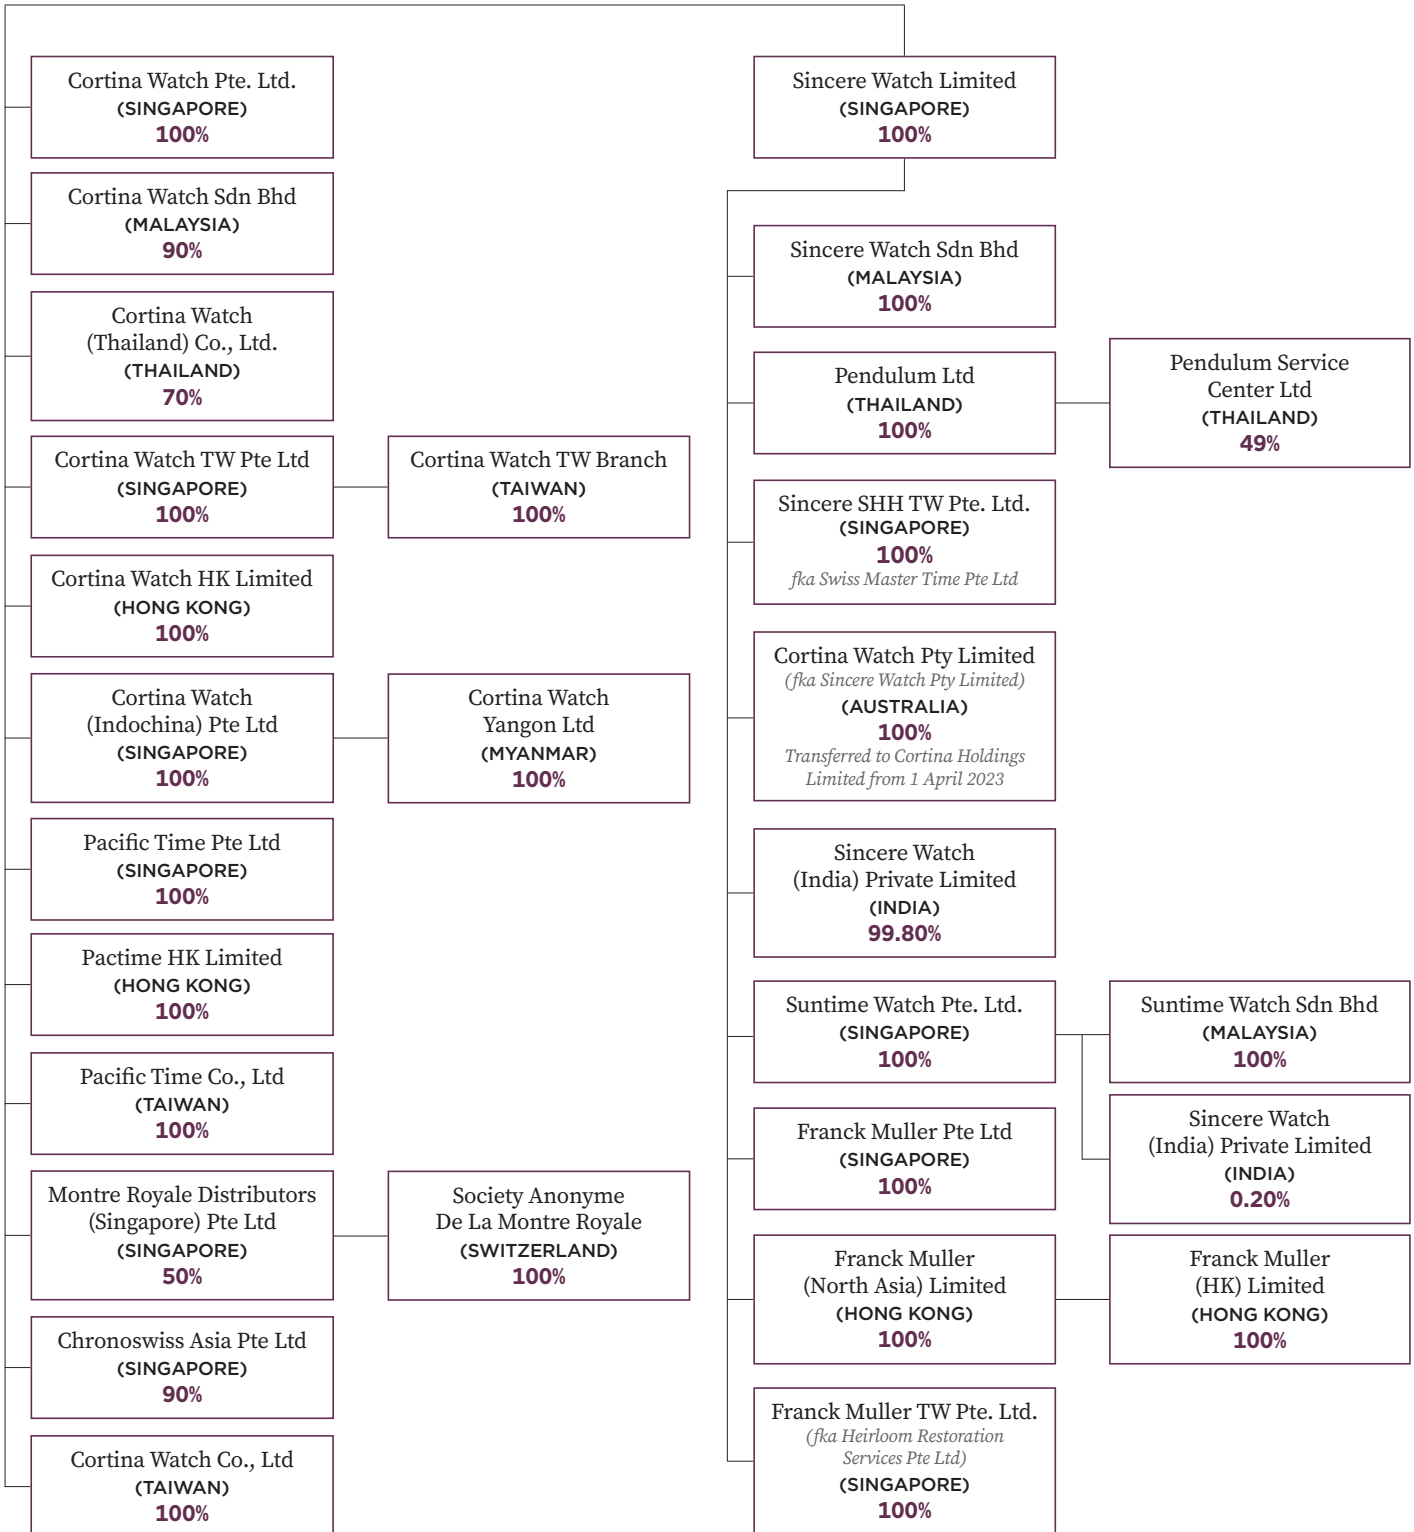 Cortina Watch Pte. Ltd.
(SINGAPORE)
100%
Cortina Watch Sdn Bhd
(MALAYSIA)
90%
Cortina Watch
(Thailand) Co., Ltd.
(THAILAND)
70%
Cortina Watch TW Pte Ltd
(SINGAPORE)
100%
Cortina Watch TW Branch
(TAIWAN)
100%
Cortina Watch HK Limited
(HONG KONG)
100%
Cortina Watch
(Indochina) Pte Ltd
(SINGAPORE)
100%
Cortina Watch
Yangon Ltd
(MYANMAR)
100%
Pacific Time Pte Ltd
(SINGAPORE)
100%
Pactime HK Limited
(HONG KONG)
100%
Pacific Time Co., Ltd
(TAIWAN)
100%
Montre Royale Distributors
(Singapore) Pte Ltd
(SINGAPORE)
50%
Society Anonyme
De La Montre Royale
(SWITZERLAND)
100%
Chronoswiss Asia Pte Ltd
(SINGAPORE)
90%
Cortina Watch Co., Ltd
(TAIWAN)
100%
Sincere Watch Limited
(SINGAPORE)
100%
Sincere Watch Sdn Bhd
(MALAYSIA)
100%
Pendulum Ltd
(THAILAND)
100%
Pendulum Service
Center Ltd
(THAILAND)
49%
Sincere SHH TW Pte. Ltd.
(SINGAPORE)
100%
fka Swiss Master Time Pte Ltd
Cortina Watch Pty Limited
(fka Sincere Watch Pty Limited)
(AUSTRALIA)
100%
Transferred to Cortina Holdings
Limited from 1 April 2023
Sincere Watch
(India) Private Limited
(INDIA)
99.80%
Suntime Watch Pte. Ltd.
(SINGAPORE)
100%
Suntime Watch Sdn Bhd
(MALAYSIA)
100%
Sincere Watch
(India) Private Limited
(INDIA)
0.20%
Franck Muller Pte Ltd
(SINGAPORE)
100%
Franck Muller
(North Asia) Limited
(HONG KONG)
100%
Franck Muller
(HK) Limited
(HONG KONG)
100%
Franck Muller TW Pte. Ltd.
(fka Heirloom Restoration
Services Pte Ltd)
(SINGAPORE)
100%